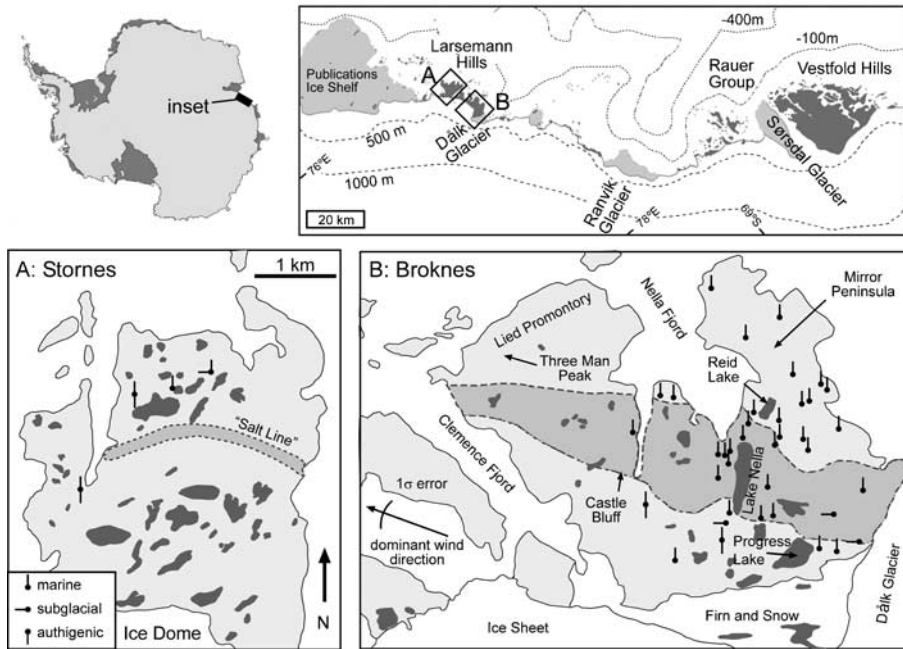 inset
-400m
-100m
Larsemann
Hills
Publications
Ice Shelf
A
B
Rauer
Group
Vestfold Hills
Dålk
Glacier
Sørsdal Glacier
500 m
76°E
1000 m
Ranvik
Glacier
78°E
69°S
20 km
A: Stornes
1 km
"Salt Line"
N
marine
subglacial
authigenic
Ice Dome
B: Broknes
Nella Fjord
Mirror
Peninsula
Lied Promontory
Three Man
Peak
Reid
Lake
Clemence Fjord
1σ error
dominant wind
direction
Castle
Bluff
Lake Nella
Progress
Lake
Dålk Glacier
Firn and Snow
Ice Sheet